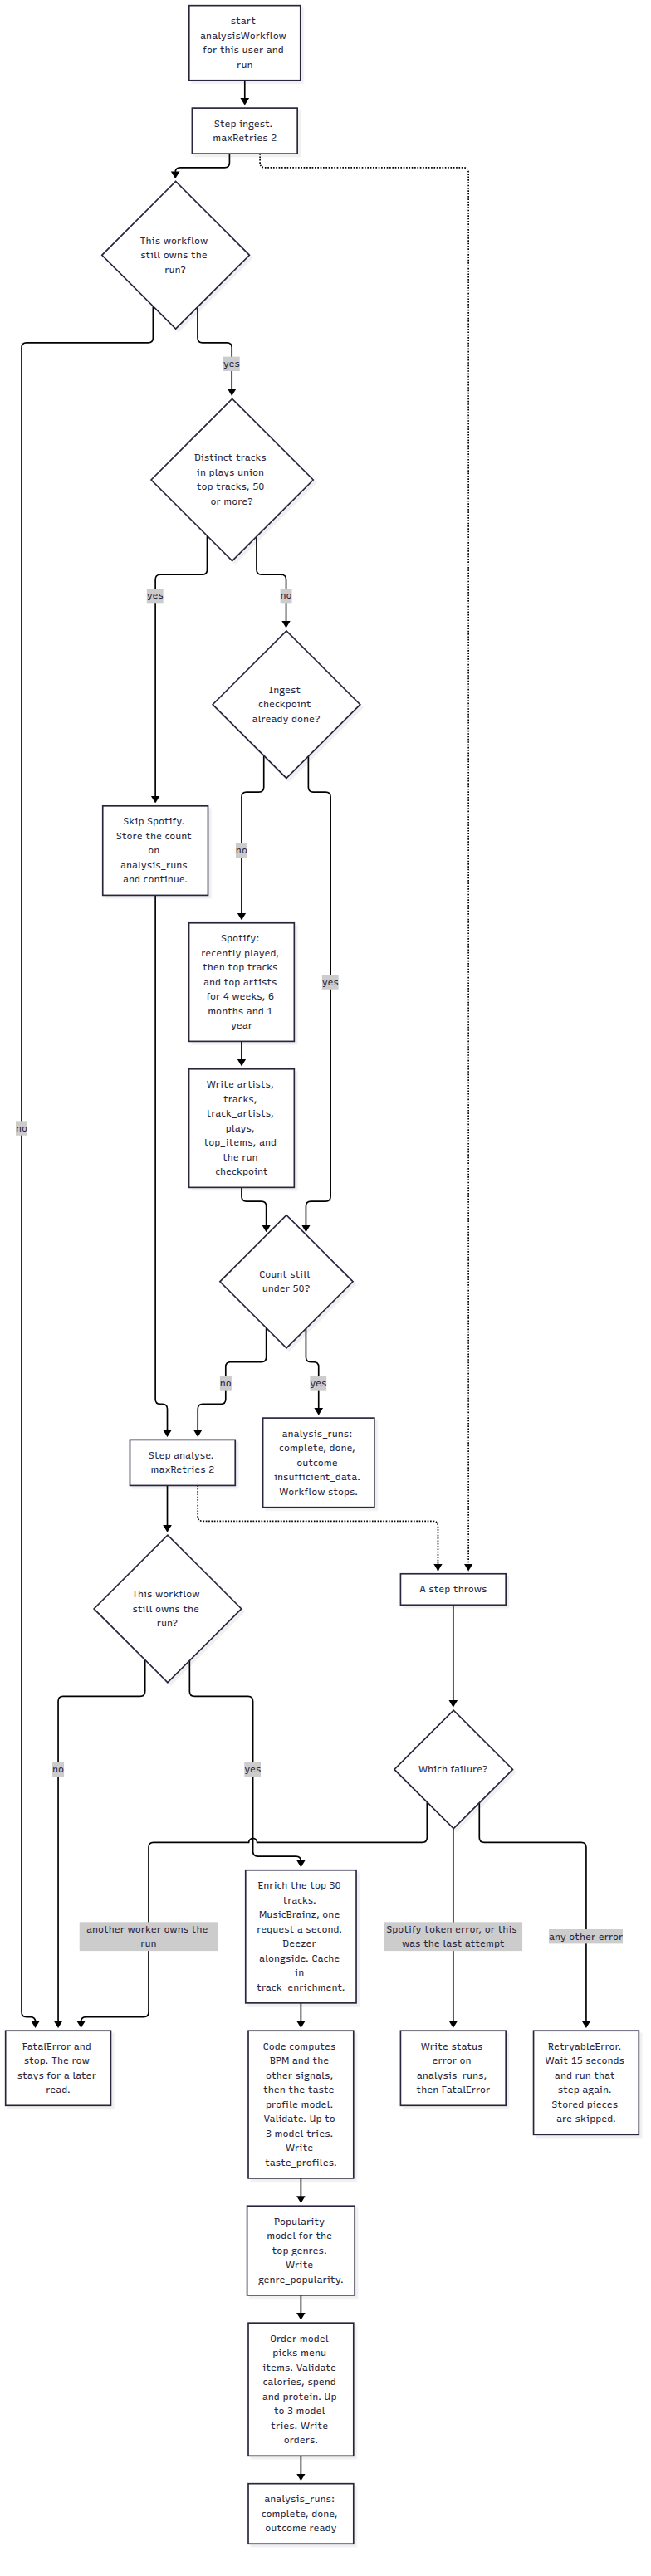 start
analysisWorkflow
for this user and
run
Step ingest.
maxRetries 2
This workflow
still owns the
run?
yes
Distinct tracks
in plays union
top tracks, 50
or more?
yes
no
Ingest
checkpoint
already done?
Skip Spotify.
Store the count
on
analysis_runs
and continue.
no
Spotify:
recently played,
then top tracks
and top artists
for 4 weeks, 6
months and 1
year
yes
Write artists,
tracks,
track_artists,
plays,
top_items, and
the run
checkpoint
no
Count still
under 50?
no
yes
analysis_runs:
complete, done,
outcome
insufficient_data.
Workflow stops.
Step analyse.
maxRetries 2
This workflow
still owns the
run?
A step throws
no
yes
Which failure?
another worker owns the
run
Enrich the top 30
tracks.
MusicBrainz, one
request a second.
Deezer
alongside. Cache
in
track_enrichment.
Spotify token error, or this
was the last attempt
any other error
FatalError and
stop. The row
stays for a later
read.
Code computes
BPM and the
other signals,
then the taste-
profile model.
Validate. Up to
3 model tries.
Write
taste_profiles.
Write status
error on
analysis_runs,
then FatalError
RetryableError.
Wait 15 seconds
and run that
step again.
Stored pieces
are skipped.
Popularity
model for the
top genres.
Write
genre_popularity.
Order model
picks menu
items. Validate
calories, spend
and protein. Up
to 3 model
tries. Write
orders.
analysis_runs:
complete, done,
outcome ready